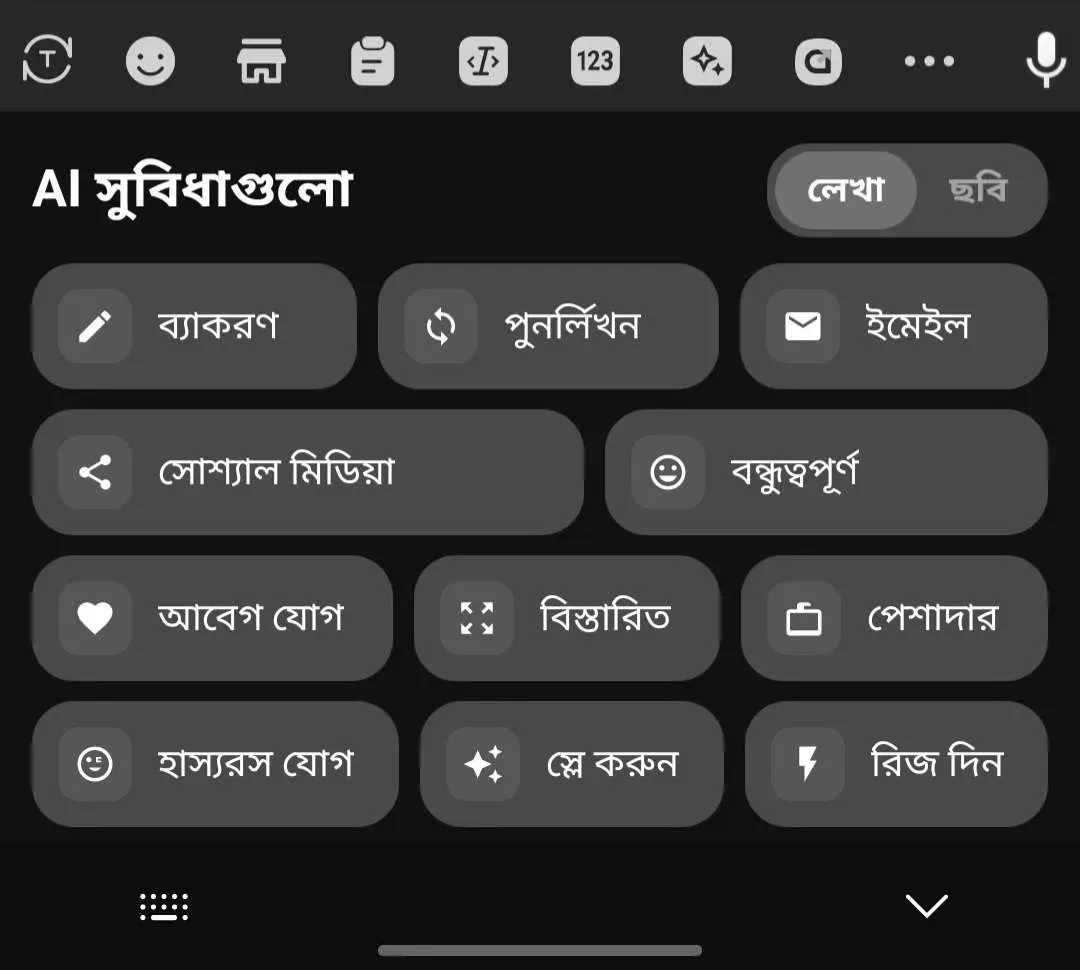 T
123
AI সুবিধাগুলো
লেখা ছবি
ব্যাকরণ পুনর্লিখন ইমেইল
সোশ্যাল মিডিয়া বন্ধুত্বপূর্ণ
আবেগ যোগ বিস্তারিত পেশাদার
হাস্যরস যোগ স্লে করুন রিজ দিন